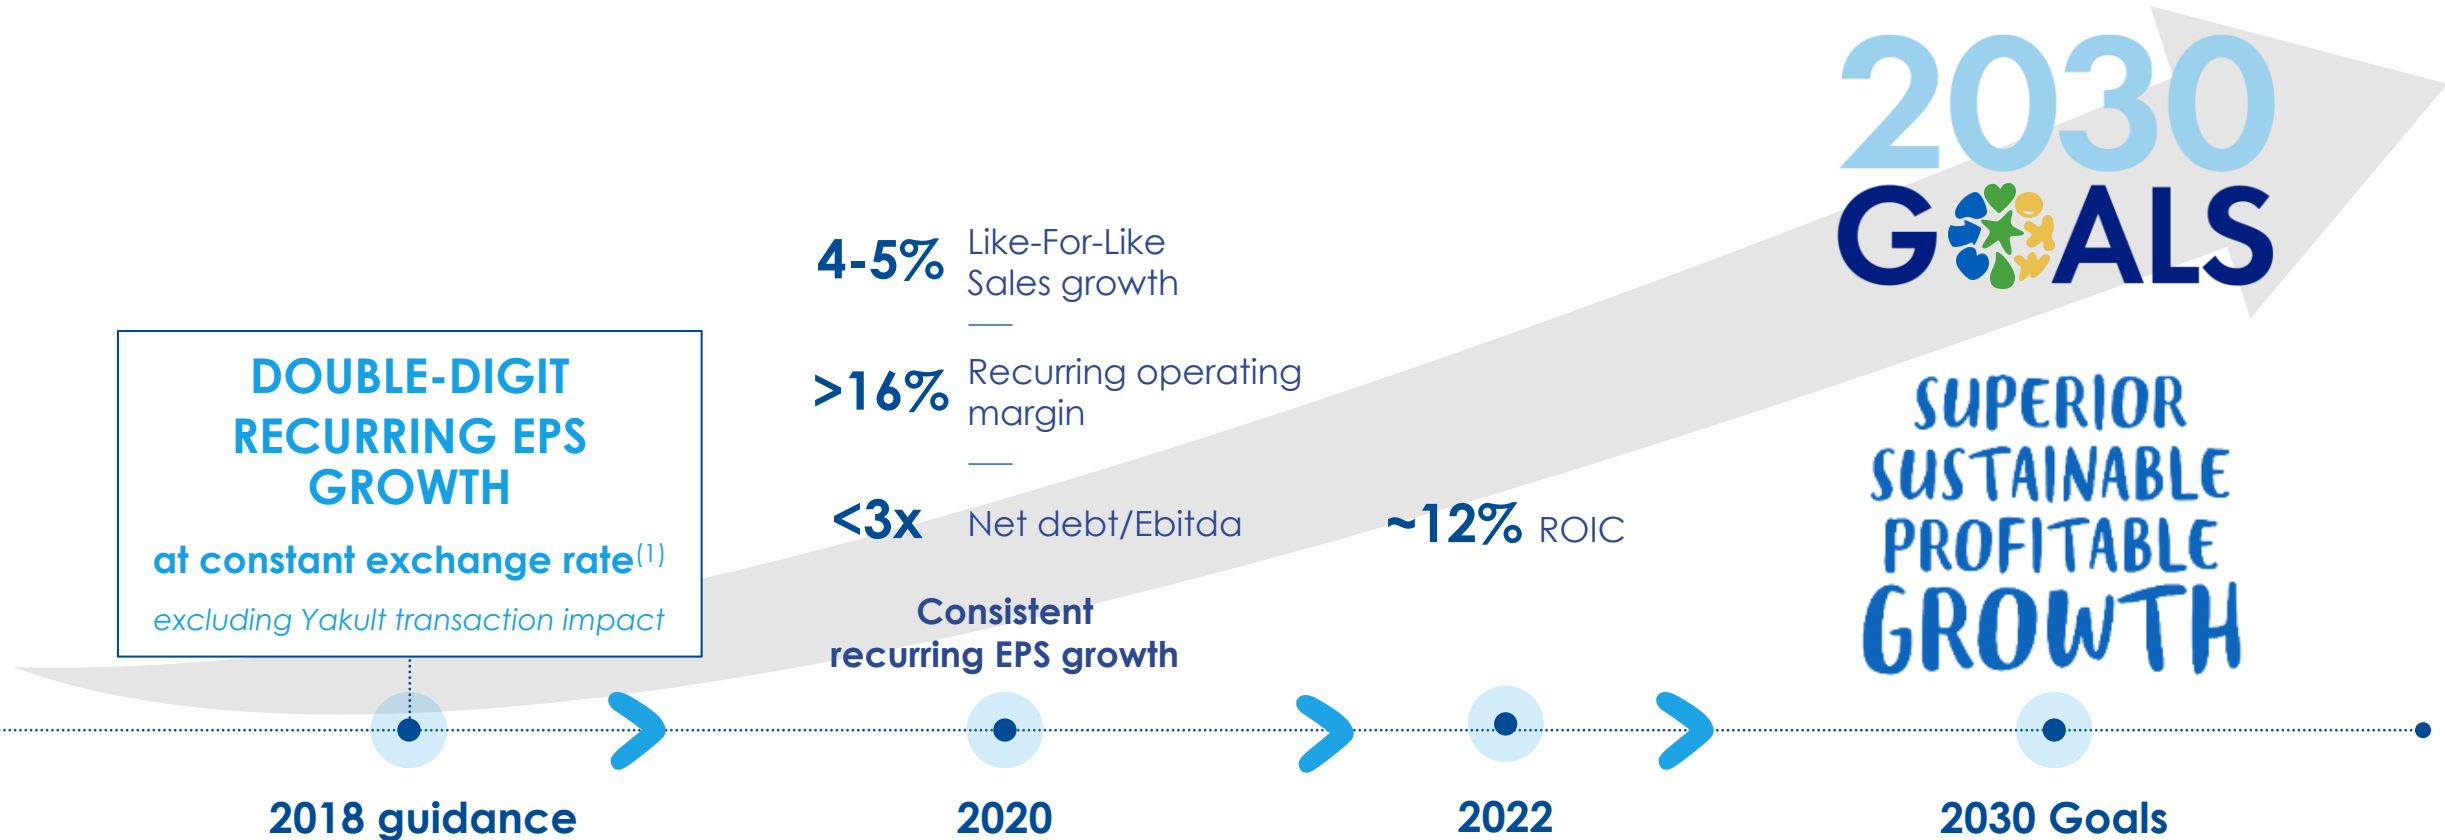 2030
GOALS
4-5%
Like-For-Like
Sales growth
>16%
Recurring operating
margin
<3x
Net debt/Ebitda
Consistent
recurring EPS growth
DOUBLE-DIGIT
RECURRING EPS
GROWTH
at constant exchange rate(1)
excluding Yakult transaction impact
~12% ROIC
SUPERIOR
SUSTAINABLE
PROFITABLE
GROWTH
2018 guidance
2020
2022
2030 Goals